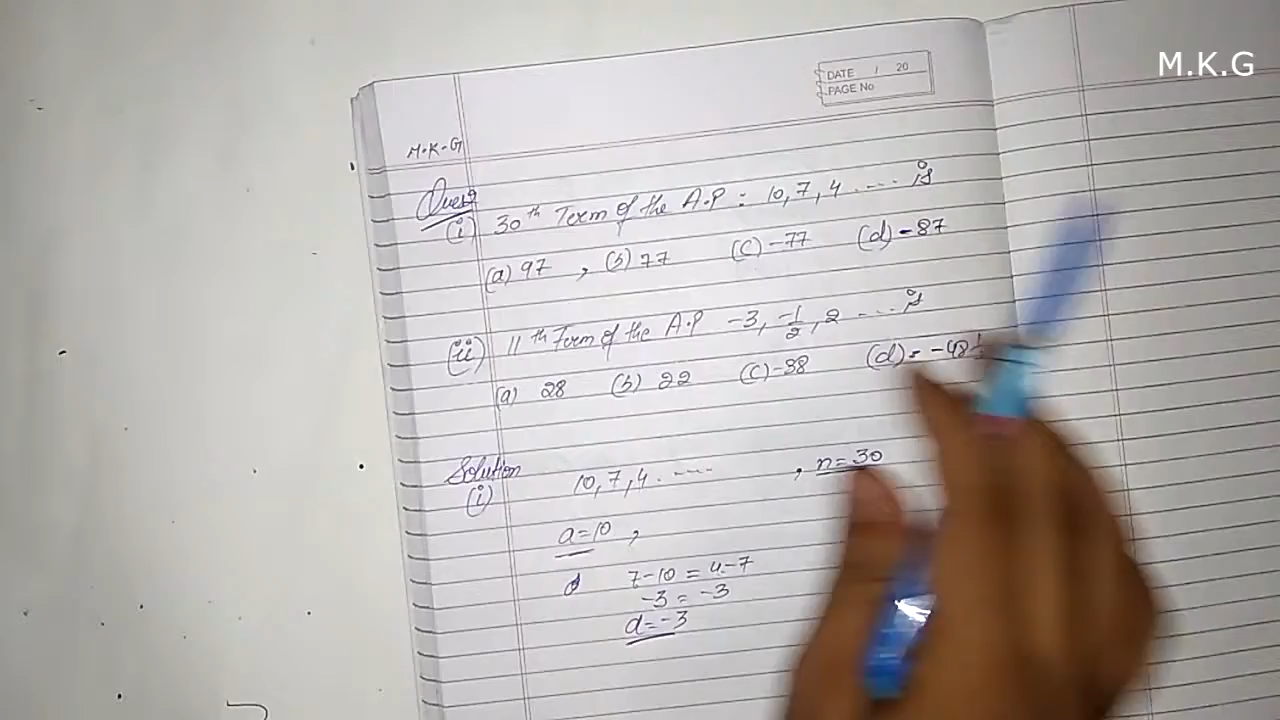 M.K.G
DATE / 20
PAGE No
M.K.G
Ques?
(i) 30th Term of the A.P : 10, 7, 4 .---- is
(a) 97 , (b) 77 (c) -77 (d) -87
(ii) 11th Term of the A.P -3, -1/2, 2 ---- is
(a) 28 (b) 22 (c) -38 (d)
Solution
(i) 10, 7, 4 .---- , n=30
a=10 ,
d 7-10 = 4-7
-3 = -3
d=-3